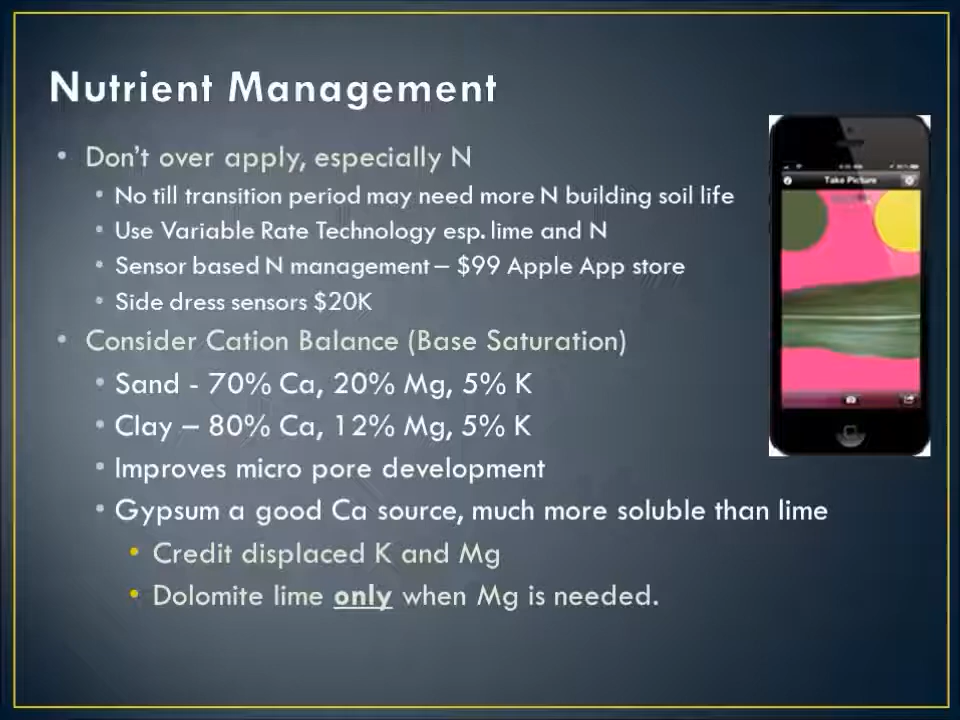 Nutrient Management
Don't over apply, especially N
No till transition period may need more N building soil life
Use Variable Rate Technology esp. lime and N
Sensor based N management – $99 Apple App store
Side dress sensors $20K
Consider Cation Balance (Base Saturation)
Sand - 70% Ca, 20% Mg, 5% K
Clay – 80% Ca, 12% Mg, 5% K
Improves micro pore development
Gypsum a good Ca source, much more soluble than lime
Credit displaced K and Mg
Dolomite lime only when Mg is needed.
Take Picture